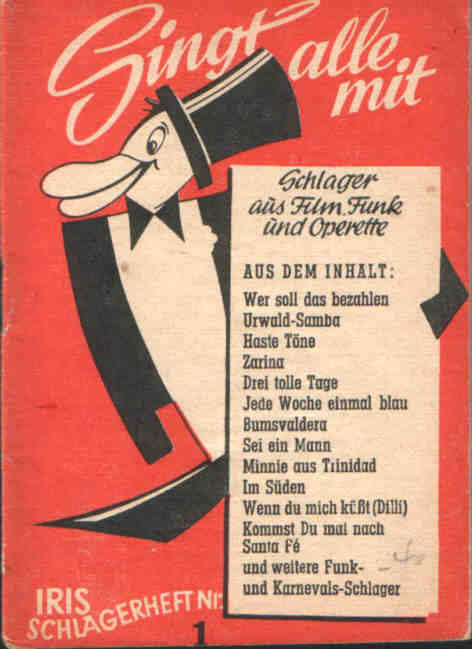 Singt alle
mit
Schlager
aus Film, Funk
und Operette
AUS DEM INHALT:
Wer soll das bezahlen
Urwald-Samba
Haste Töne
Zarina
Drei tolle Tage
Jede Woche einmal blau
Bumsvaldera
Sei ein Mann
Minnie aus Trinidad
Im Süden
Wenn du mich küßt (Dilli)
Kommst Du mal nach
Santa Fé
und weitere Funk-
und Karnevals-Schlager
IRIS
SCHLAGERHEFT Nr.
1